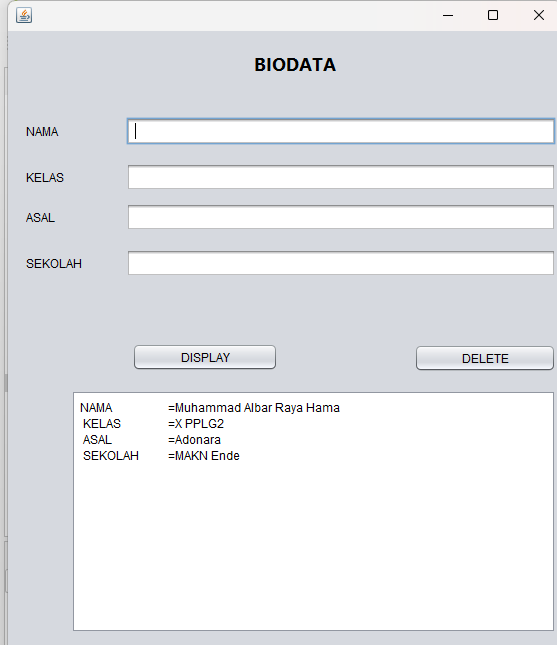 BIODATA
NAMA
KELAS
ASAL
SEKOLAH
DISPLAY DELETE
NAMA =Muhammad Albar Raya Hama
KELAS =X PPLG2
ASAL =Adonara
SEKOLAH =MAKN Ende